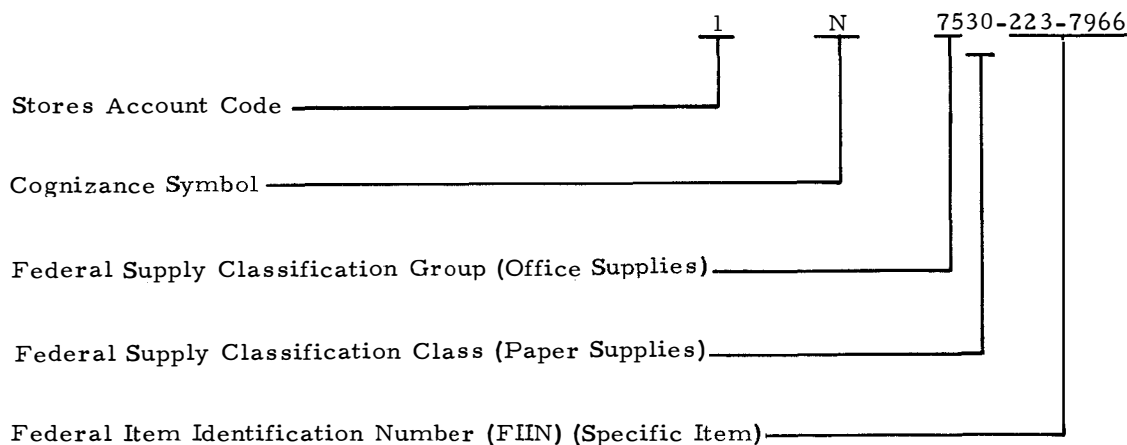 1 N 7530-223-7966
Stores Account Code
Cognizance Symbol
Federal Supply Classification Group (Office Supplies)
Federal Supply Classification Class (Paper Supplies)
Federal Item Identification Number (FIIN) (Specific Item)